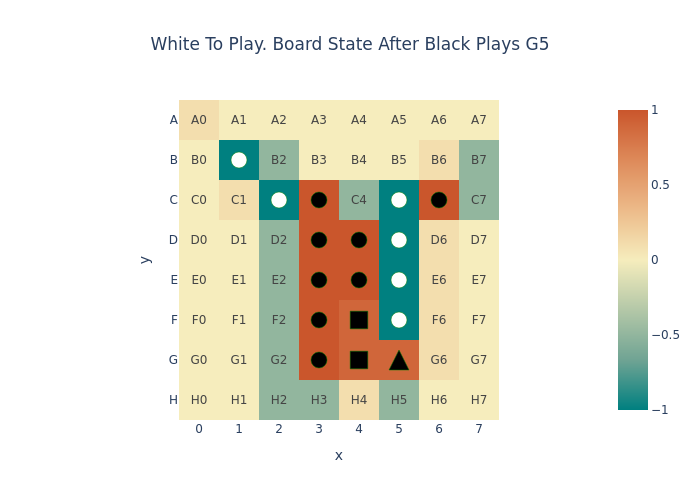 White To Play. Board State After Black Plays G5
A A0 A1 A2 A3 A4 A5 A6 A7
B B0 B2 B3 B4 B5 B6 B7
C C0 C1 C4 C7
D D0 D1 D2 D6 D7
E E0 E1 E2 E6 E7
F F0 F1 F2 F6 F7
G G0 G1 G2 G6 G7
H H0 H1 H2 H3 H4 H5 H6 H7
0 1 2 3 4 5 6 7
x
y
1
0.5
0
−0.5
−1